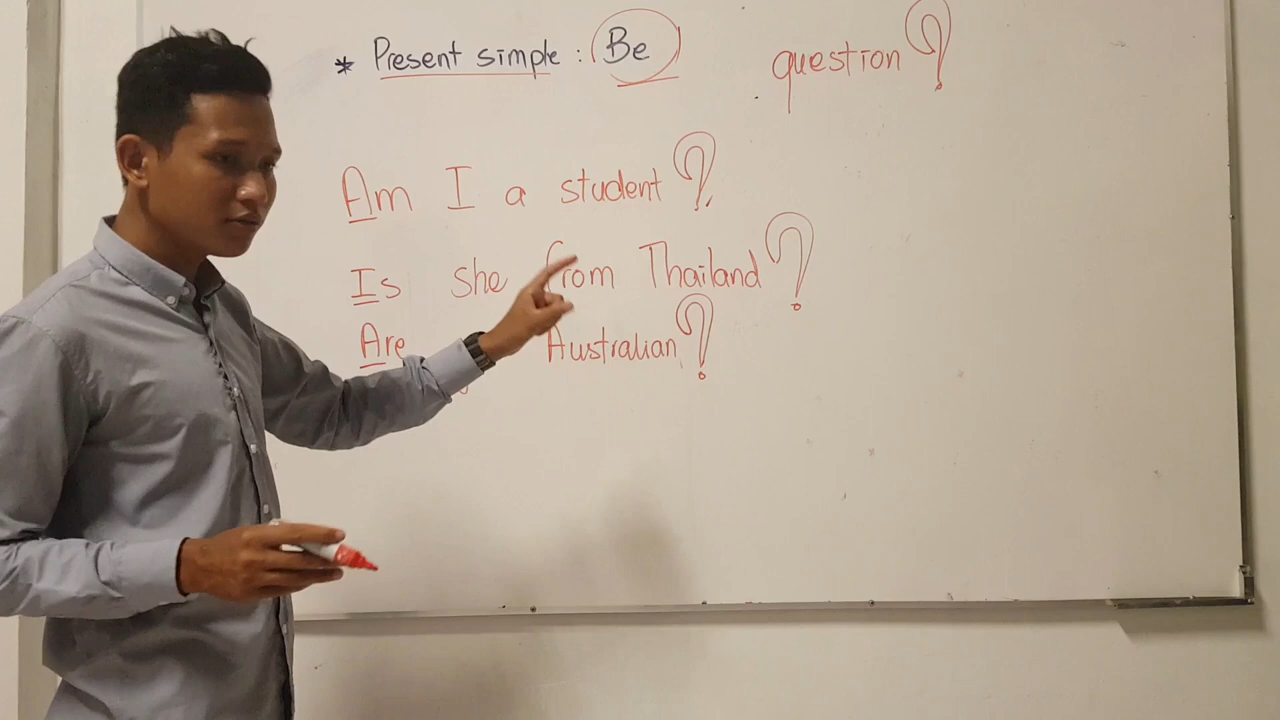 * Present simple : Be question?
Am I a student?
Is she from Thailand?
Are Australian?